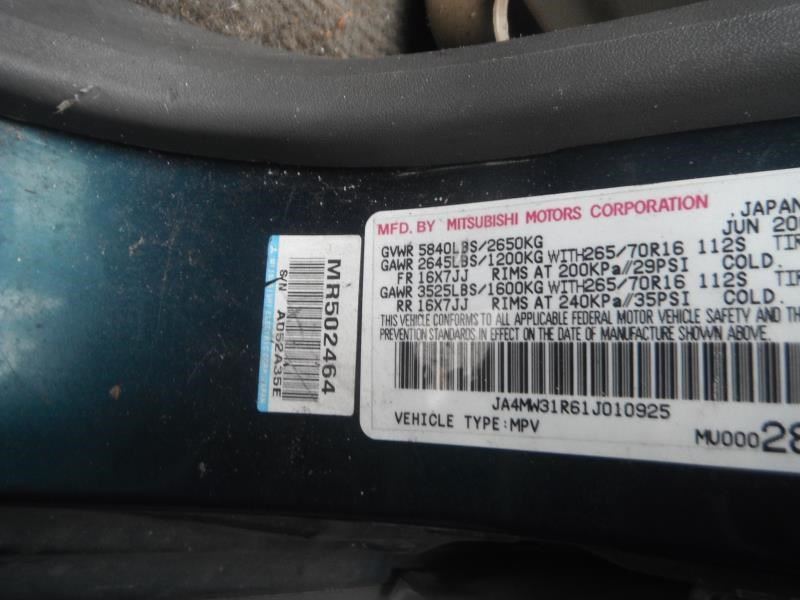 MFD. BY MITSUBISHI MOTORS CORPORATION JAPAN
JUN
GVWR 5840LBS/2650KG
GAWR 2645LBS/1200KG WITH265/70R16 112S
FR 16X7JJ RIMS AT 200KPa//29PSI COLD.
GAWR 3525LBS/1600KG WITH265/70R16 112S
RR 16X7JJ RIMS AT 240KPa/35PSI COLD.
THIS VEHICLE CONFORMS TO ALL APPLICABLE FEDERAL MOTOR VEHICLE SAFETY AND
PREVENTION STANDARDS IN EFFECT ON THE DATE OF MANUFACTURE SHOWN ABOVE.
JA4MW31R61J010925
VEHICLE TYPE:MPV
MU00028
MR502464
S/N A052A35E